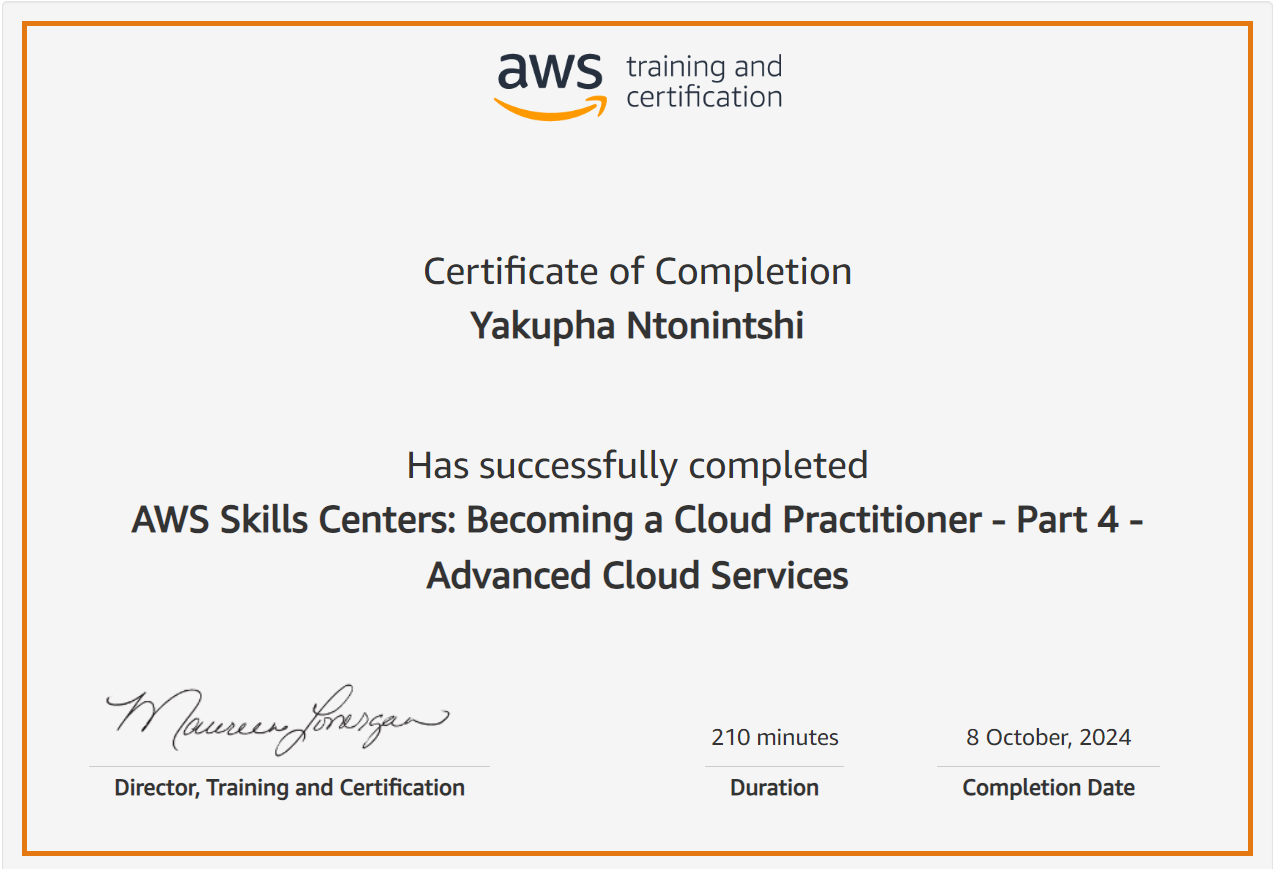 aws training and
certification
Certificate of Completion
Yakupha Ntonintshi
Has successfully completed
AWS Skills Centers: Becoming a Cloud Practitioner - Part 4 -
Advanced Cloud Services
Maureen Lonergan
210 minutes
8 October, 2024
Director, Training and Certification
Duration
Completion Date